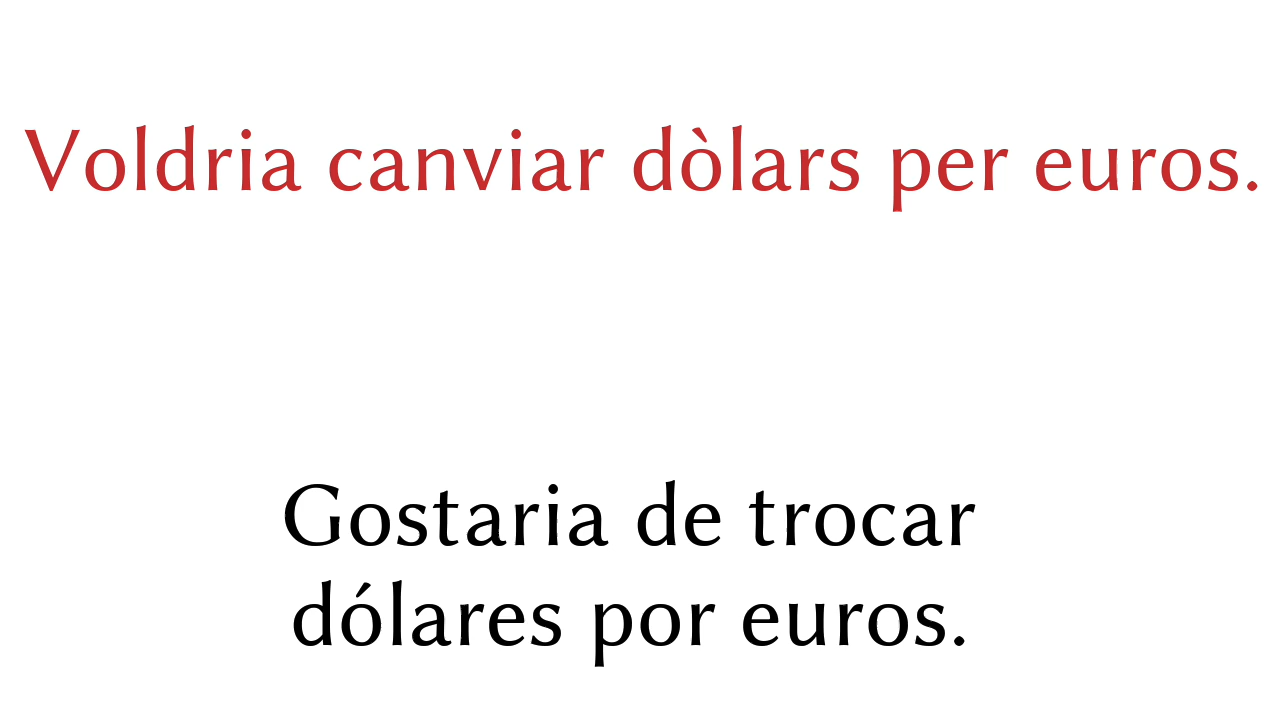 Voldria canviar dòlars per euros.
Gostaria de trocar
dólares por euros.